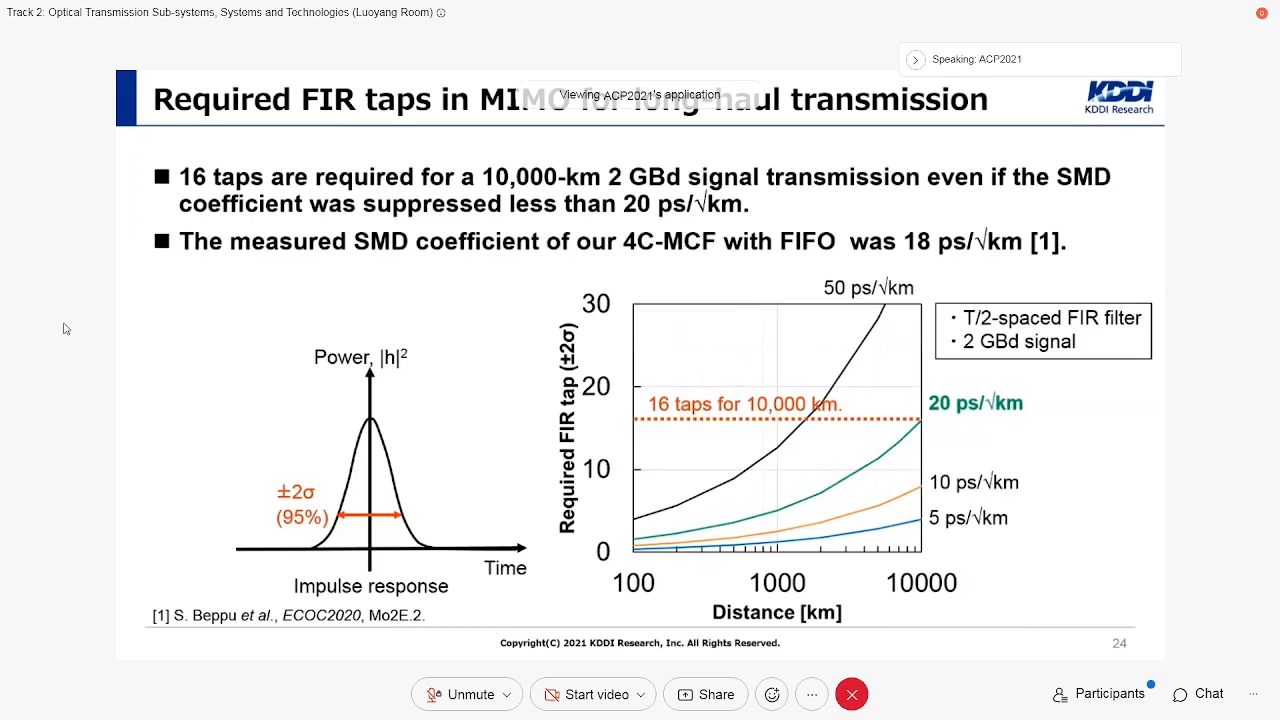 Track 2: Optical Transmission Sub-systems, Systems and Technologies (Luoyang Room)
Speaking: ACP2021
Viewing ACP2021's application
Required FIR taps in MIMO for long-haul transmission
KDDI
KDDI Research
■ 16 taps are required for a 10,000-km 2 GBd signal transmission even if the SMD
coefficient was suppressed less than 20 ps/√km.
■ The measured SMD coefficient of our 4C-MCF with FIFO was 18 ps/√km [1].
Power, |h|²
±2σ
(95%)
Time
Impulse response
50 ps/√km
・T/2-spaced FIR filter
・2 GBd signal
Required FIR tap (±2σ)
30
20
10
0
16 taps for 10,000 km.
20 ps/√km
10 ps/√km
5 ps/√km
100 1000 10000
Distance [km]
[1] S. Beppu et al., ECOC2020, Mo2E.2.
Copyright(C) 2021 KDDI Research, Inc. All Rights Reserved.
24
Unmute
Start video
Share
Participants
Chat